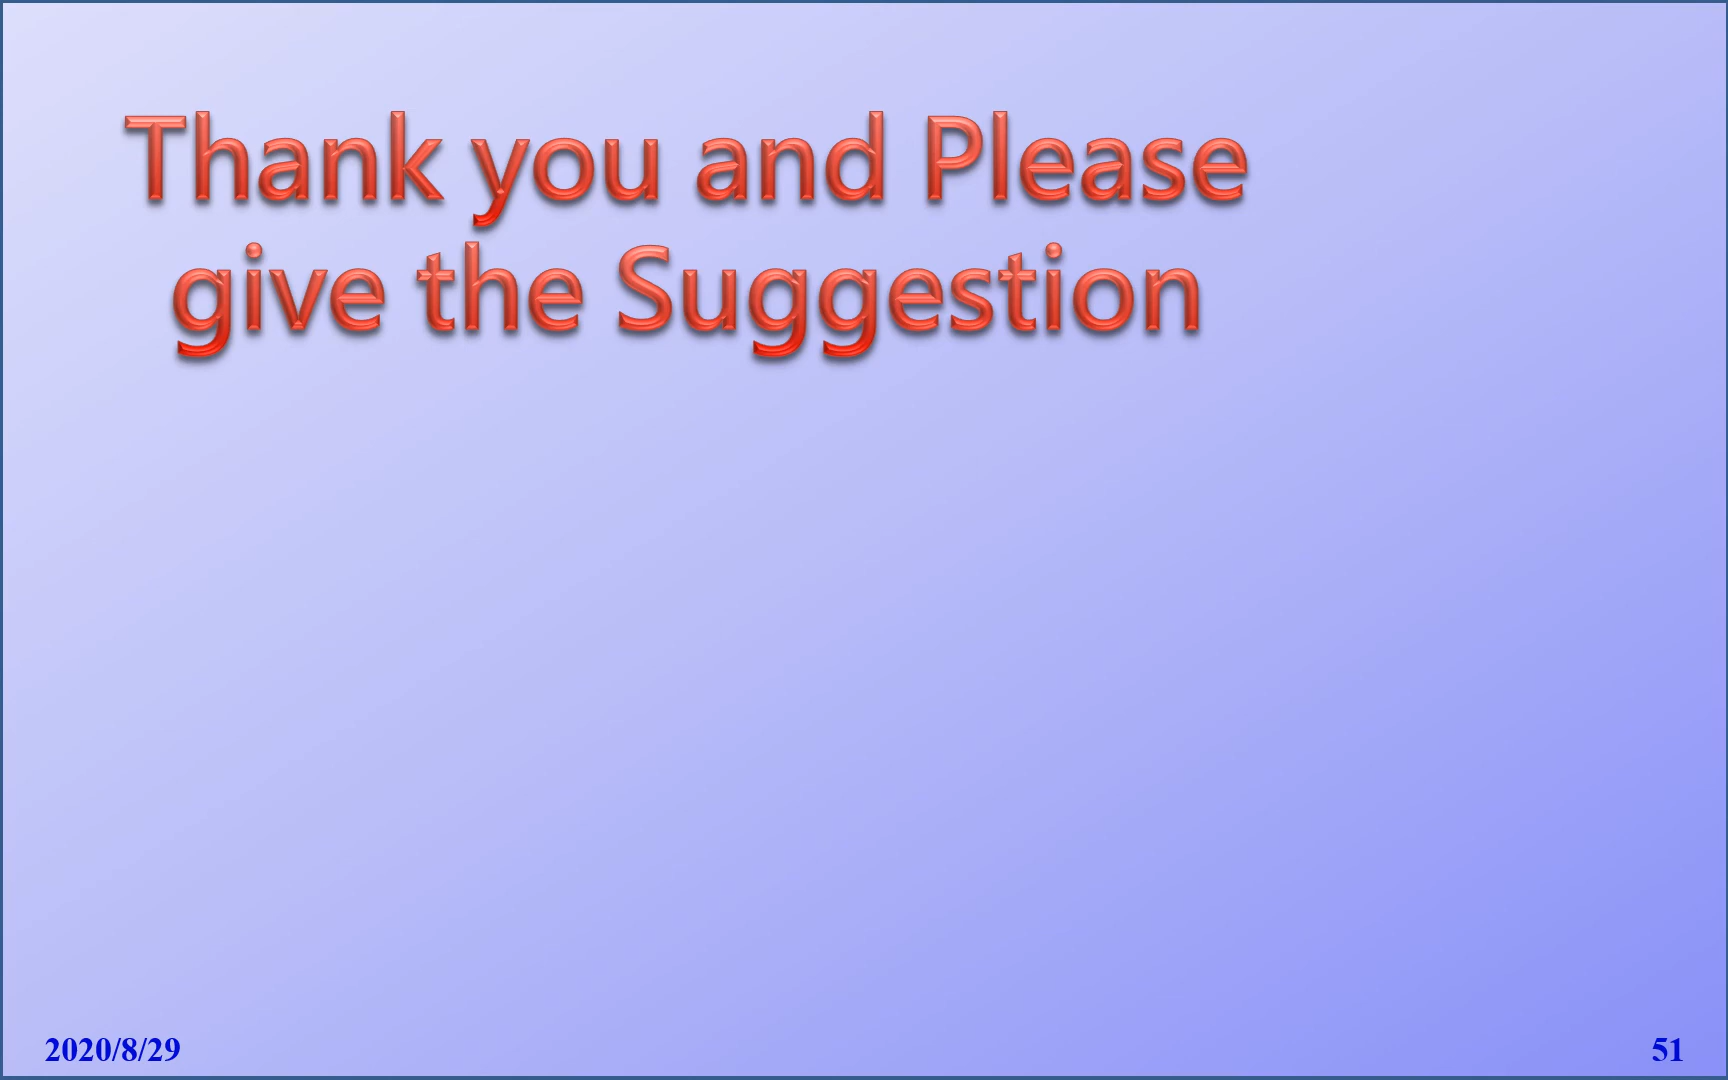 Thank you and Please
give the Suggestion
2020/8/29
51